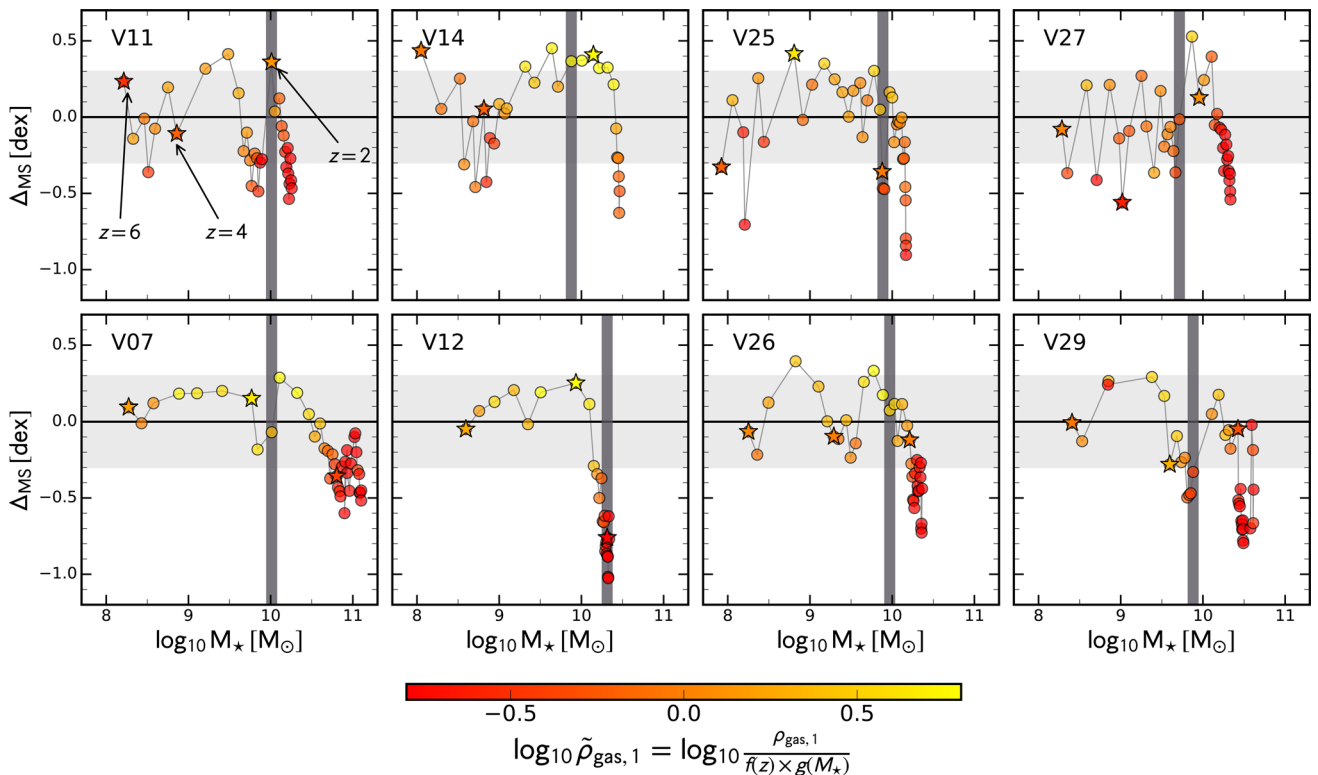 V11 V14 V25 V27
0.5
0.0
−0.5
−1.0
Δ_MS [dex]
z=6 z=4 z=2
V07 V12 V26 V29
0.5
0.0
−0.5
−1.0
Δ_MS [dex]
8 9 10 11 8 9 10 11 8 9 10 11 8 9 10 11
log₁₀ M⋆ [M⊙] log₁₀ M⋆ [M⊙] log₁₀ M⋆ [M⊙] log₁₀ M⋆ [M⊙]
−0.5 0.0 0.5
log₁₀ ρ̃_gas, 1 = log₁₀ ρ_gas, 1 / f(z) × g(M⋆)